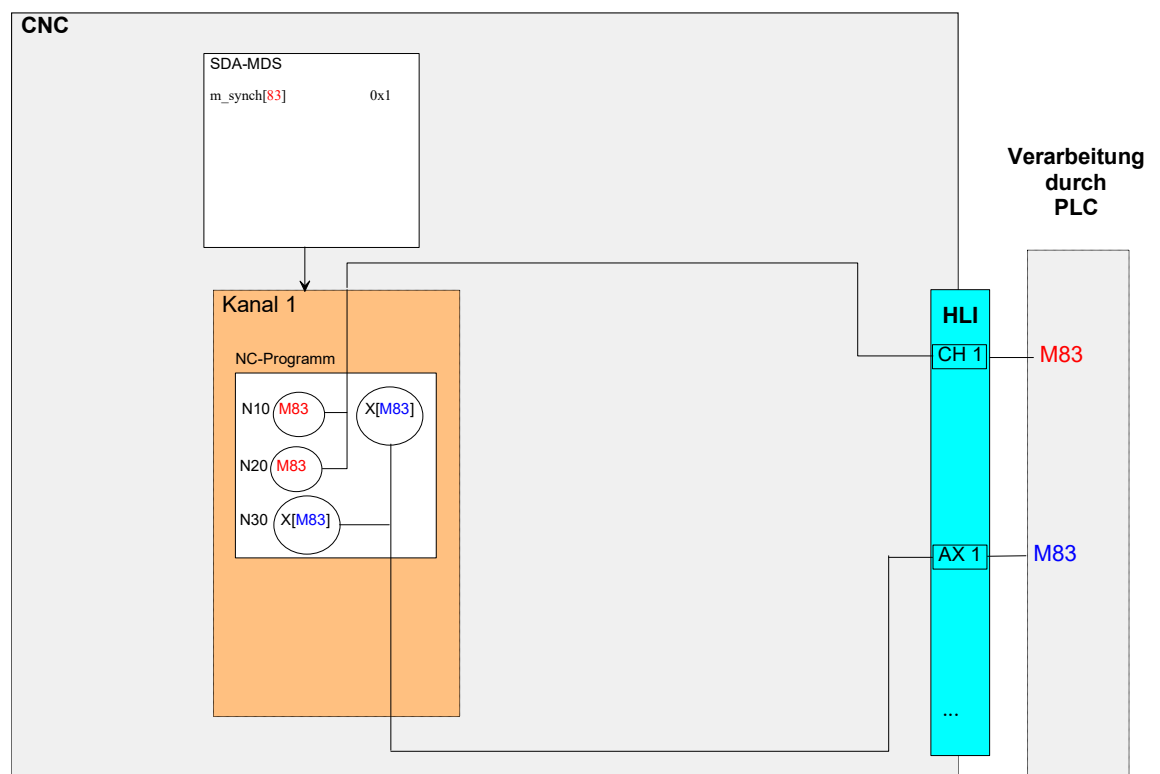 CNC
SDA-MDS
m_synch[83] 0x1
Verarbeitung
durch
PLC
Kanal 1
HLI
NC-Programm
CH 1 M83
N10 M83 X[M83]
N20 M83
N30 X[M83]
AX 1 M83
...